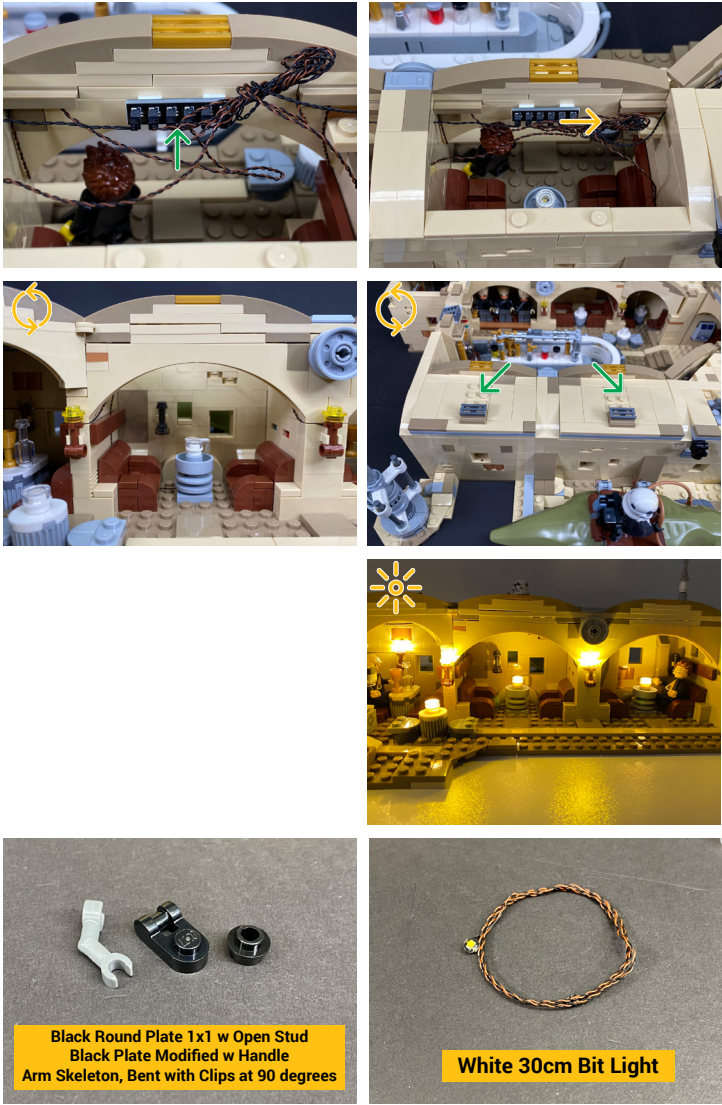 Black Round Plate 1x1 w Open Stud
Black Plate Modified w Handle
Arm Skeleton, Bent with Clips at 90 degrees
White 30cm Bit Light